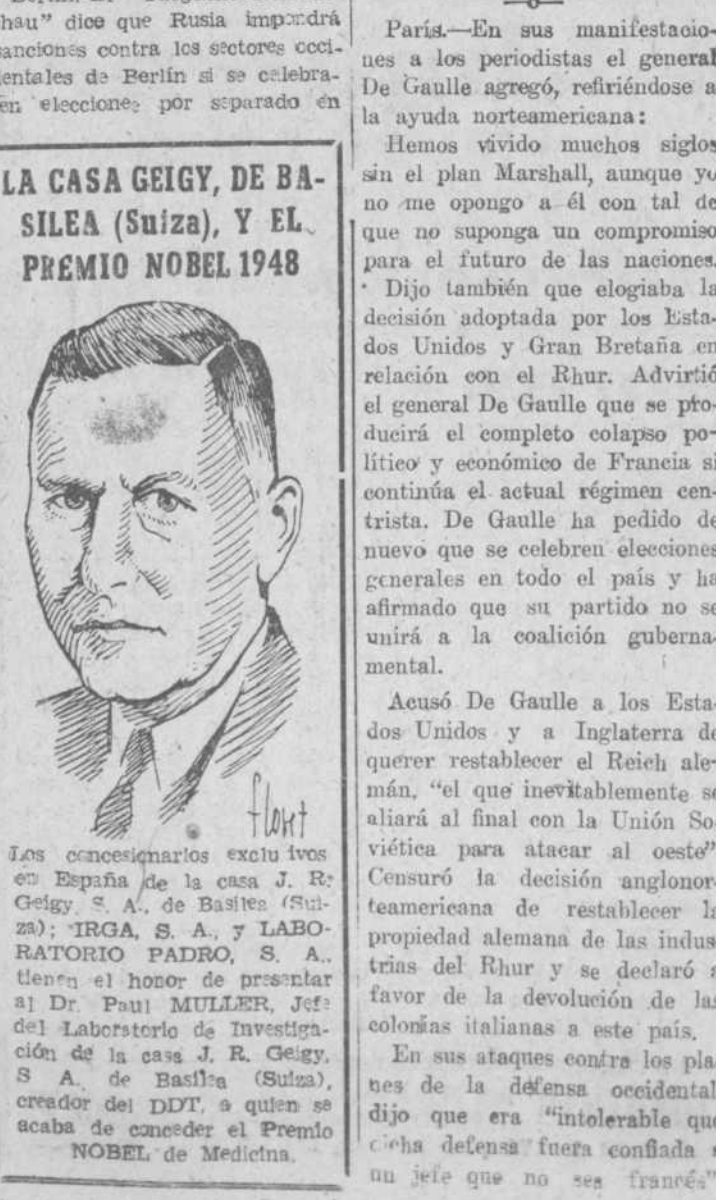 hau" dice que Rusia impondrá
sanciones contra los sectores occi-
entales de Berlín si se celebra-
en elecciones por separado en
LA CASA GEIGY, DE BA-
SILEA (Suiza), Y EL
PREMIO NOBEL 1948
Los concesionarios exclusivos
en España de la casa J. R.
Geigy, S. A., de Basilea (Sui-
za); IRGA, S. A., y LABO-
RATORIO PADRO, S. A.,
tienen el honor de presentar
al Dr. Paul MULLER, Jefe
del Laboratorio de Investiga-
ción de la casa J. R. Geigy,
S A. de Basilea (Suiza),
creador del DDT, a quien se
acaba de conceder el Premio
NOBEL de Medicina.
París.—En sus manifestacio-
nes a los periodistas el general
De Gaulle agregó, refiriéndose a
la ayuda norteamericana:
Hemos vivido muchos siglos
sin el plan Marshall, aunque yo
no me opongo a él con tal de
que no suponga un compromiso
para el futuro de las naciones.
Dijo también que elogiaba la
decisión adoptada por los Esta-
dos Unidos y Gran Bretaña en
relación con el Rhur. Advirtió
el general De Gaulle que se pro-
ducirá el completo colapso po-
lítico y económico de Francia si
continúa el actual régimen cen-
trista. De Gaulle ha pedido de
nuevo que se celebren elecciones
generales en todo el país y ha
afirmado que su partido no se
unirá a la coalición guberna-
mental.
Acusó De Gaulle a los Esta-
dos Unidos y a Inglaterra de
querer restablecer el Reich ale-
mán, "el que inevitablemente se
aliará al final con la Unión So-
viética para atacar al oeste"
Censuró la decisión anglonor-
teamericana de restablecer la
propiedad alemana de las indus-
trias del Rhur y se declaró a
favor de la devolución de las
colonias italianas a este país.
En sus ataques contra los pla-
nes de la defensa occidental
dijo que era "intolerable que
dicha defensa fuera confiada a
un jefe que no sea francés"